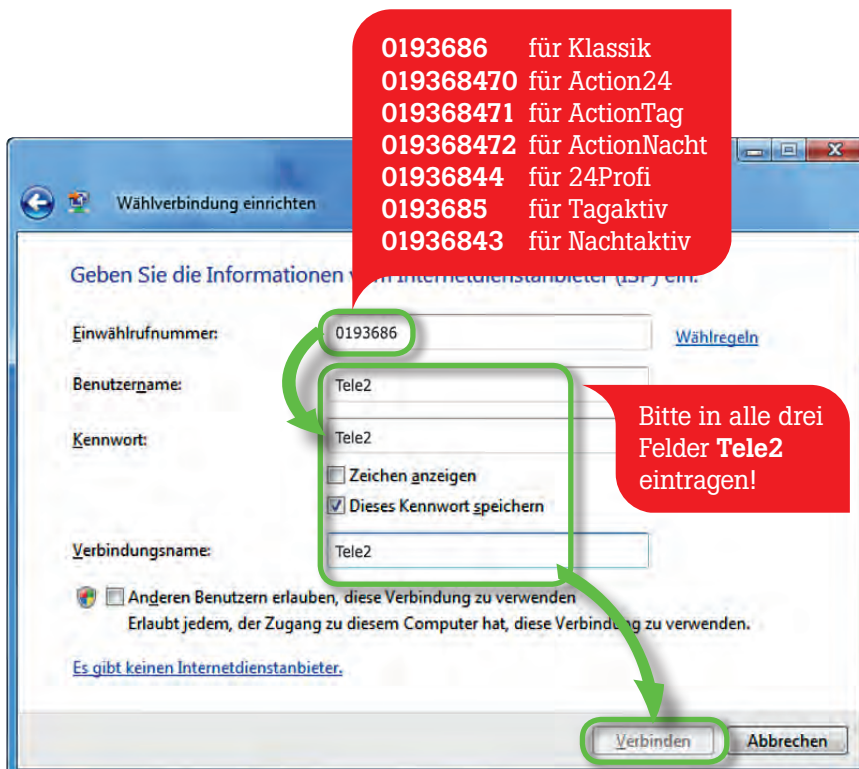 0193686 für Klassik
019368470 für Action24
019368471 für ActionTag
019368472 für ActionNacht
01936844 für 24Profi
0193685 für Tagaktiv
01936843 für Nachtaktiv
Wählverbindung einrichten
Geben Sie die Informationen vom Internetdienstanbieter (ISP) ein.
Einwählrufnummer:
0193686
Wählregeln
Benutzername:
Tele2
Kennwort:
Tele2
Bitte in alle drei
Felder Tele2
eintragen!
Zeichen anzeigen
Dieses Kennwort speichern
Verbindungsname:
Tele2
Anderen Benutzern erlauben, diese Verbindung zu verwenden
Erlaubt jedem, der Zugang zu diesem Computer hat, diese Verbindung zu verwenden.
Es gibt keinen Internetdienstanbieter.
Verbinden
Abbrechen